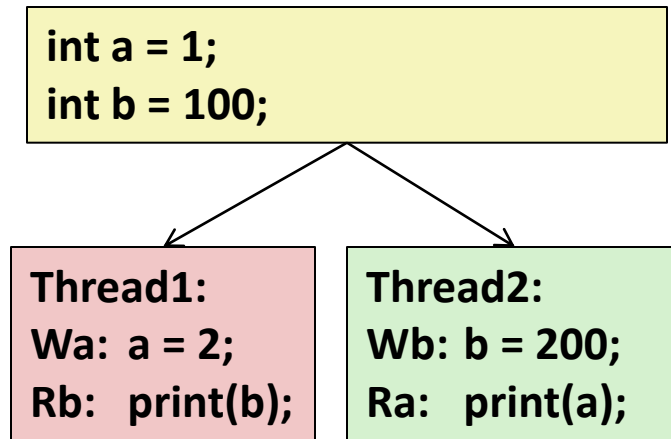 int a = 1;
int b = 100;
Thread1:
Wa: a = 2;
Rb: print(b);
Thread2:
Wb: b = 200;
Ra: print(a);